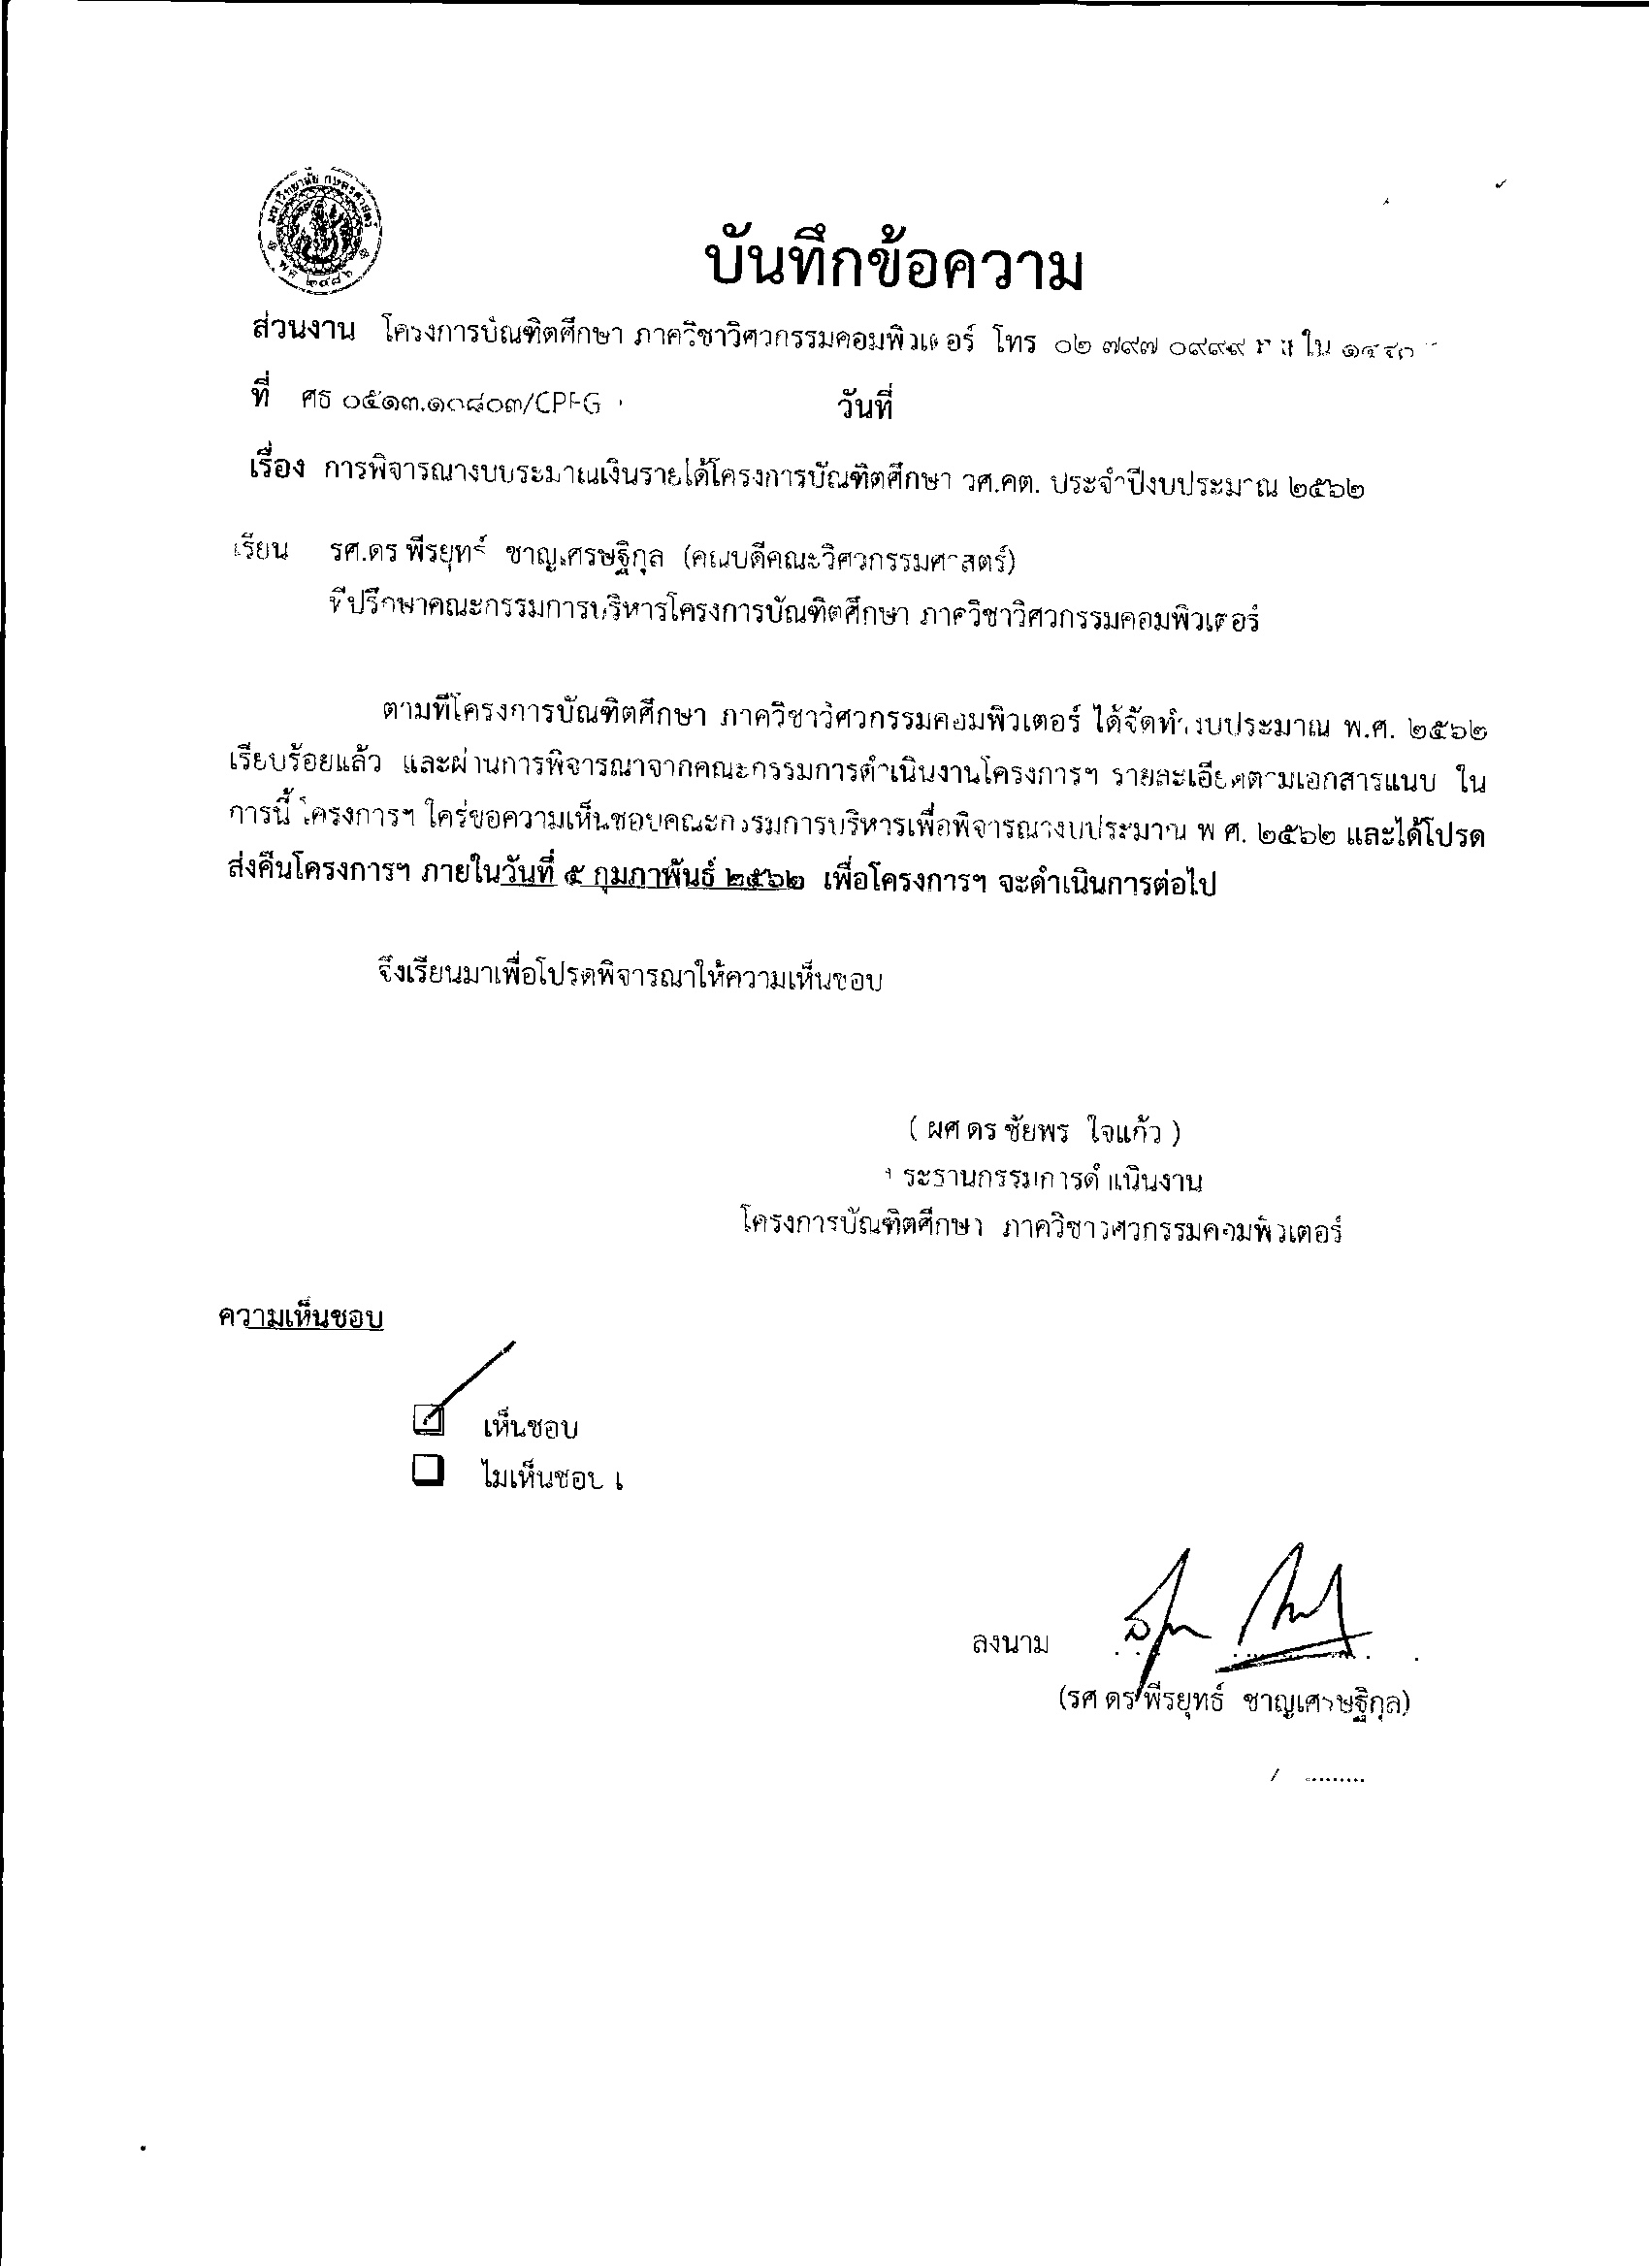 มหาวิทยาลัยเกษตรศาสตร์
พ.ศ. ๒๔๘๖
บันทึกข้อความ
ส่วนงาน โครงการบัณฑิตศึกษา ภาควิชาวิศวกรรมคอมพิวเตอร์ โทร ๐๒ ๗๙๗ ๐๙๙๙
ที่ ศธ ๐๕๑๓.๑๐๘๐๓/CPEG วันที่
เรื่อง การพิจารณางบประมาณเงินรายได้โครงการบัณฑิตศึกษา วศ.คต. ประจำปีงบประมาณ ๒๕๖๒
เรียน รศ.ดร พีรยุทธ์ ชาญเศรษฐิกุล (คณบดีคณะวิศวกรรมศาสตร์)
ที่ปรึกษาคณะกรรมการบริหารโครงการบัณฑิตศึกษา ภาควิชาวิศวกรรมคอมพิวเตอร์
ตามที่โครงการบัณฑิตศึกษา ภาควิชาวิศวกรรมคอมพิวเตอร์ ได้จัดทำงบประมาณ พ.ศ. ๒๕๖๒
เรียบร้อยแล้ว และผ่านการพิจารณาจากคณะกรรมการดำเนินงานโครงการฯ รายละเอียดตามเอกสารแนบ ใน
การนี้ โครงการฯ ใคร่ขอความเห็นชอบคณะกรรมการบริหารเพื่อพิจารณางบประมาณ พ ศ. ๒๕๖๒ และได้โปรด
ส่งคืนโครงการฯ ภายในวันที่ ๕ กุมภาพันธ์ ๒๕๖๒ เพื่อโครงการฯ จะดำเนินการต่อไป
จึงเรียนมาเพื่อโปรดพิจารณาให้ความเห็นชอบ
( ผศ ดร ชัยพร ใจแก้ว )
ประธานกรรมการดำเนินงาน
โครงการบัณฑิตศึกษา ภาควิชาวิศวกรรมคอมพิวเตอร์
ความเห็นชอบ
เห็นชอบ
ไม่เห็นชอบ
ลงนาม
(รศ ดร พีรยุทธ์ ชาญเศรษฐิกุล)